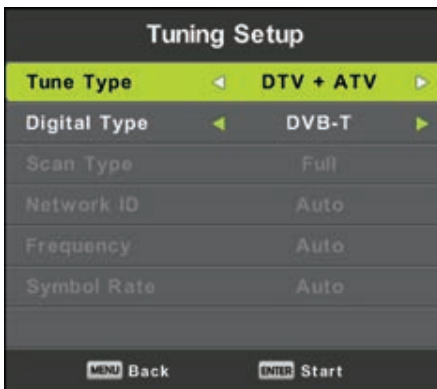 Tuning Setup
Tune Type DTV + ATV
Digital Type DVB-T
Scan Type Full
Network ID Auto
Frequency Auto
Symbol Rate Auto
MENU Back ENTER Start